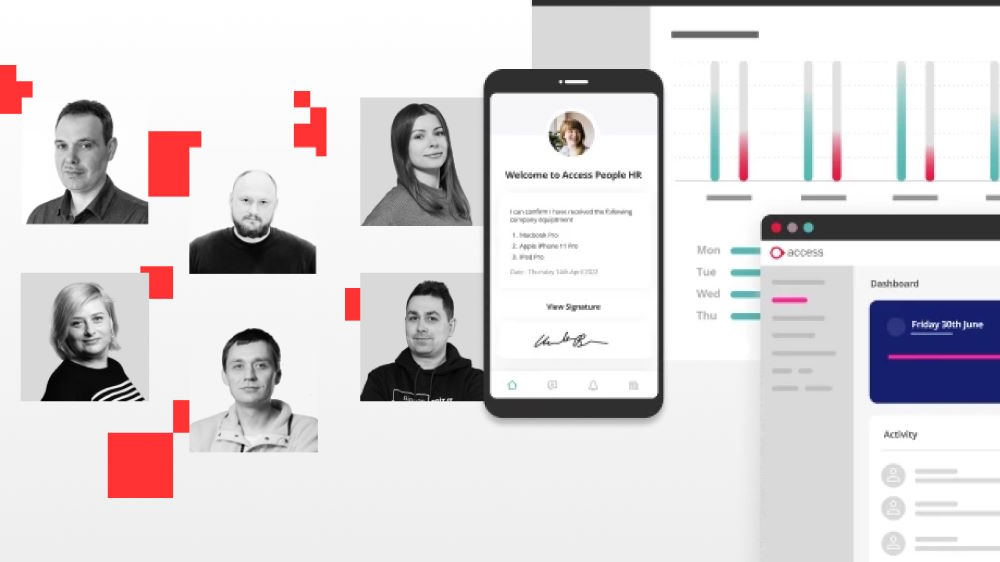 Welcome to Access People HR
I can confirm I have received the following
company equiptment
1. Macbook Pro
2. Apple iPhone 11 Pro
3. iPad Pro
Date - Thursday 14th April 2022
View Signature
Mon
Tue
Wed
Thu
access
Dashboard
Friday 30th June
Activity